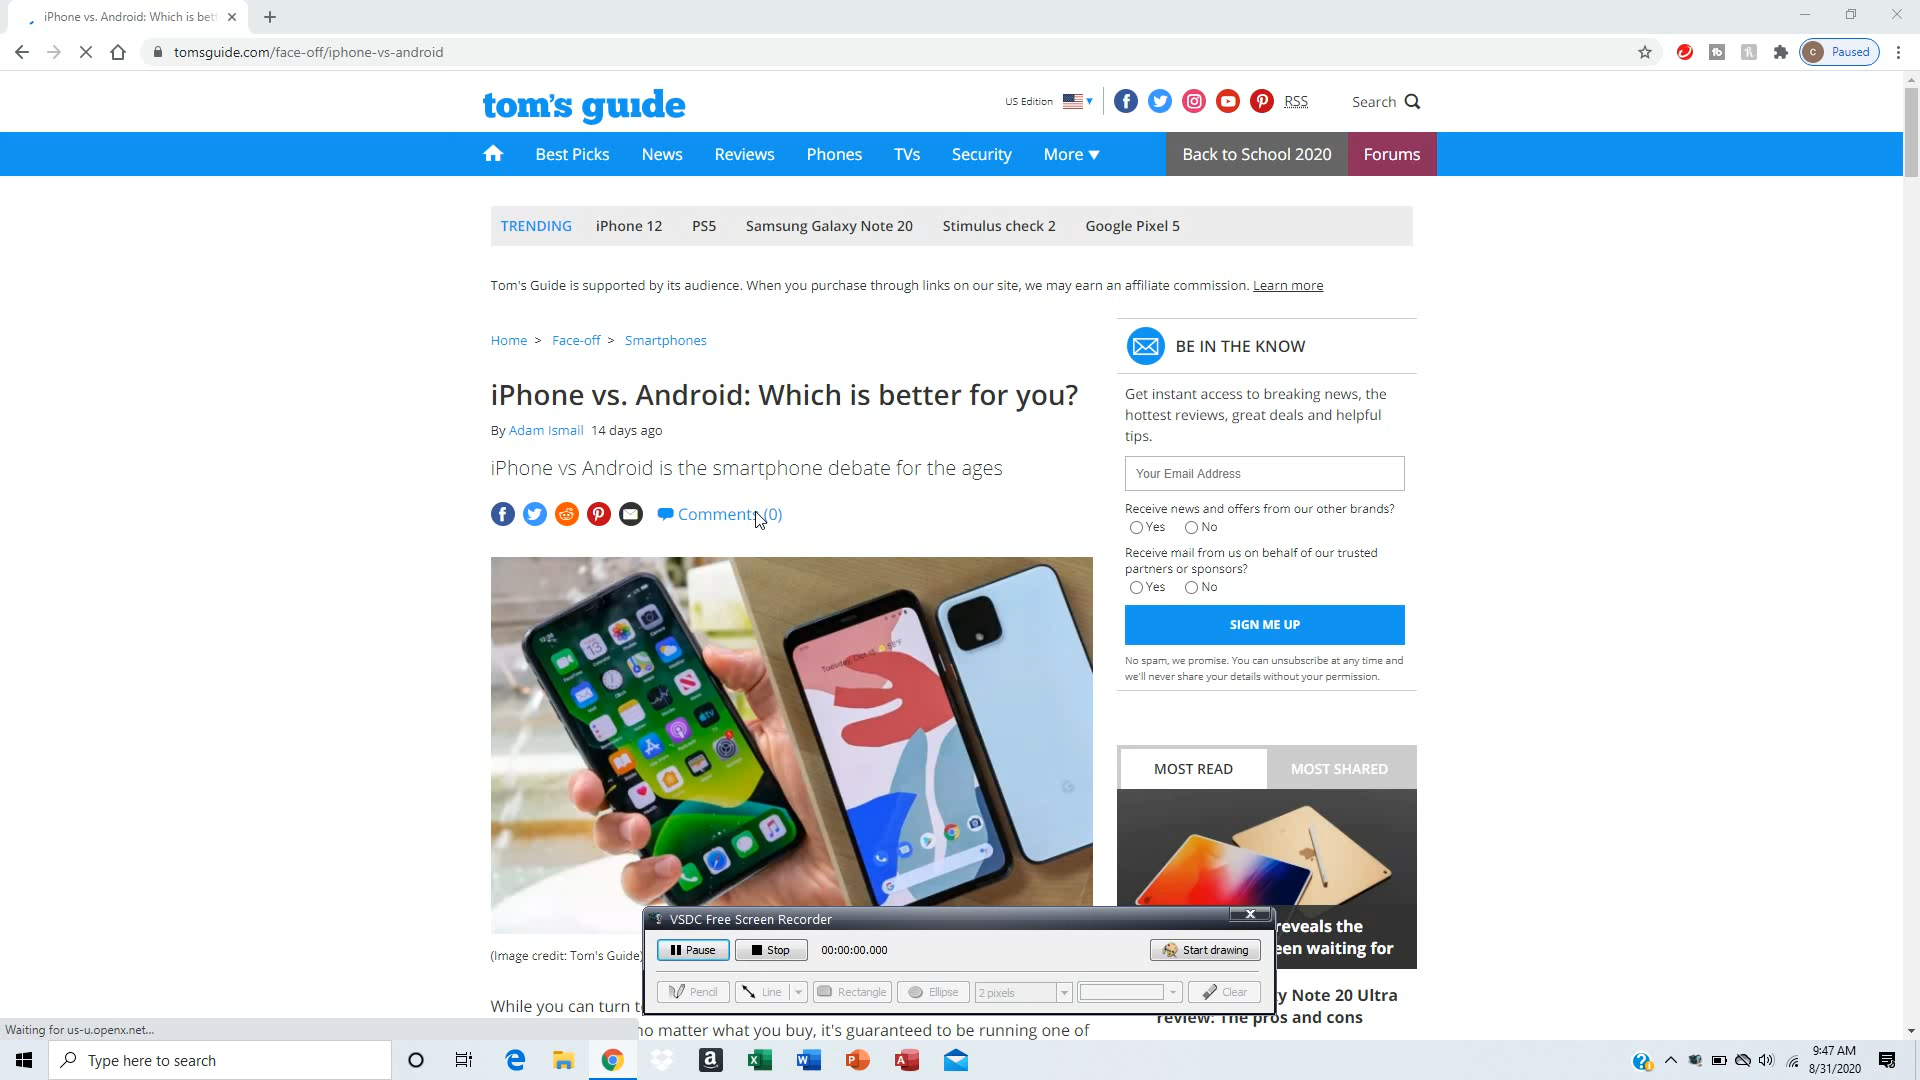 iPhone vs. Android: Which is bett
tomsguide.com/face-off/iphone-vs-android
Paused
tom's guide
US Edition
RSS
Search
Best Picks
News
Reviews
Phones
TVs
Security
More
Back to School 2020
Forums
TRENDING
iPhone 12
PS5
Samsung Galaxy Note 20
Stimulus check 2
Google Pixel 5
Tom's Guide is supported by its audience. When you purchase through links on our site, we may earn an affiliate commission. Learn more
Home > Face-off > Smartphones
iPhone vs. Android: Which is better for you?
By Adam Ismail 14 days ago
iPhone vs Android is the smartphone debate for the ages
Comments (0)
BE IN THE KNOW
Get instant access to breaking news, the
hottest reviews, great deals and helpful
tips.
Your Email Address
Receive news and offers from our other brands?
Yes
No
Receive mail from us on behalf of our trusted
partners or sponsors?
Yes
No
SIGN ME UP
No spam, we promise. You can unsubscribe at any time and
we'll never share your details without your permission.
MOST READ
MOST SHARED
reveals the
een waiting for
y Note 20 Ultra
review: The pros and cons
(Image credit: Tom's Guide)
While you can turn t
no matter what you buy, it's guaranteed to be running one of
VSDC Free Screen Recorder
Pause
Stop
00:00:00.000
Start drawing
Pencil
Line
Rectangle
Ellipse
2 pixels
Clear
Waiting for us-u.openx.net...
Type here to search
9:47 AM
8/31/2020